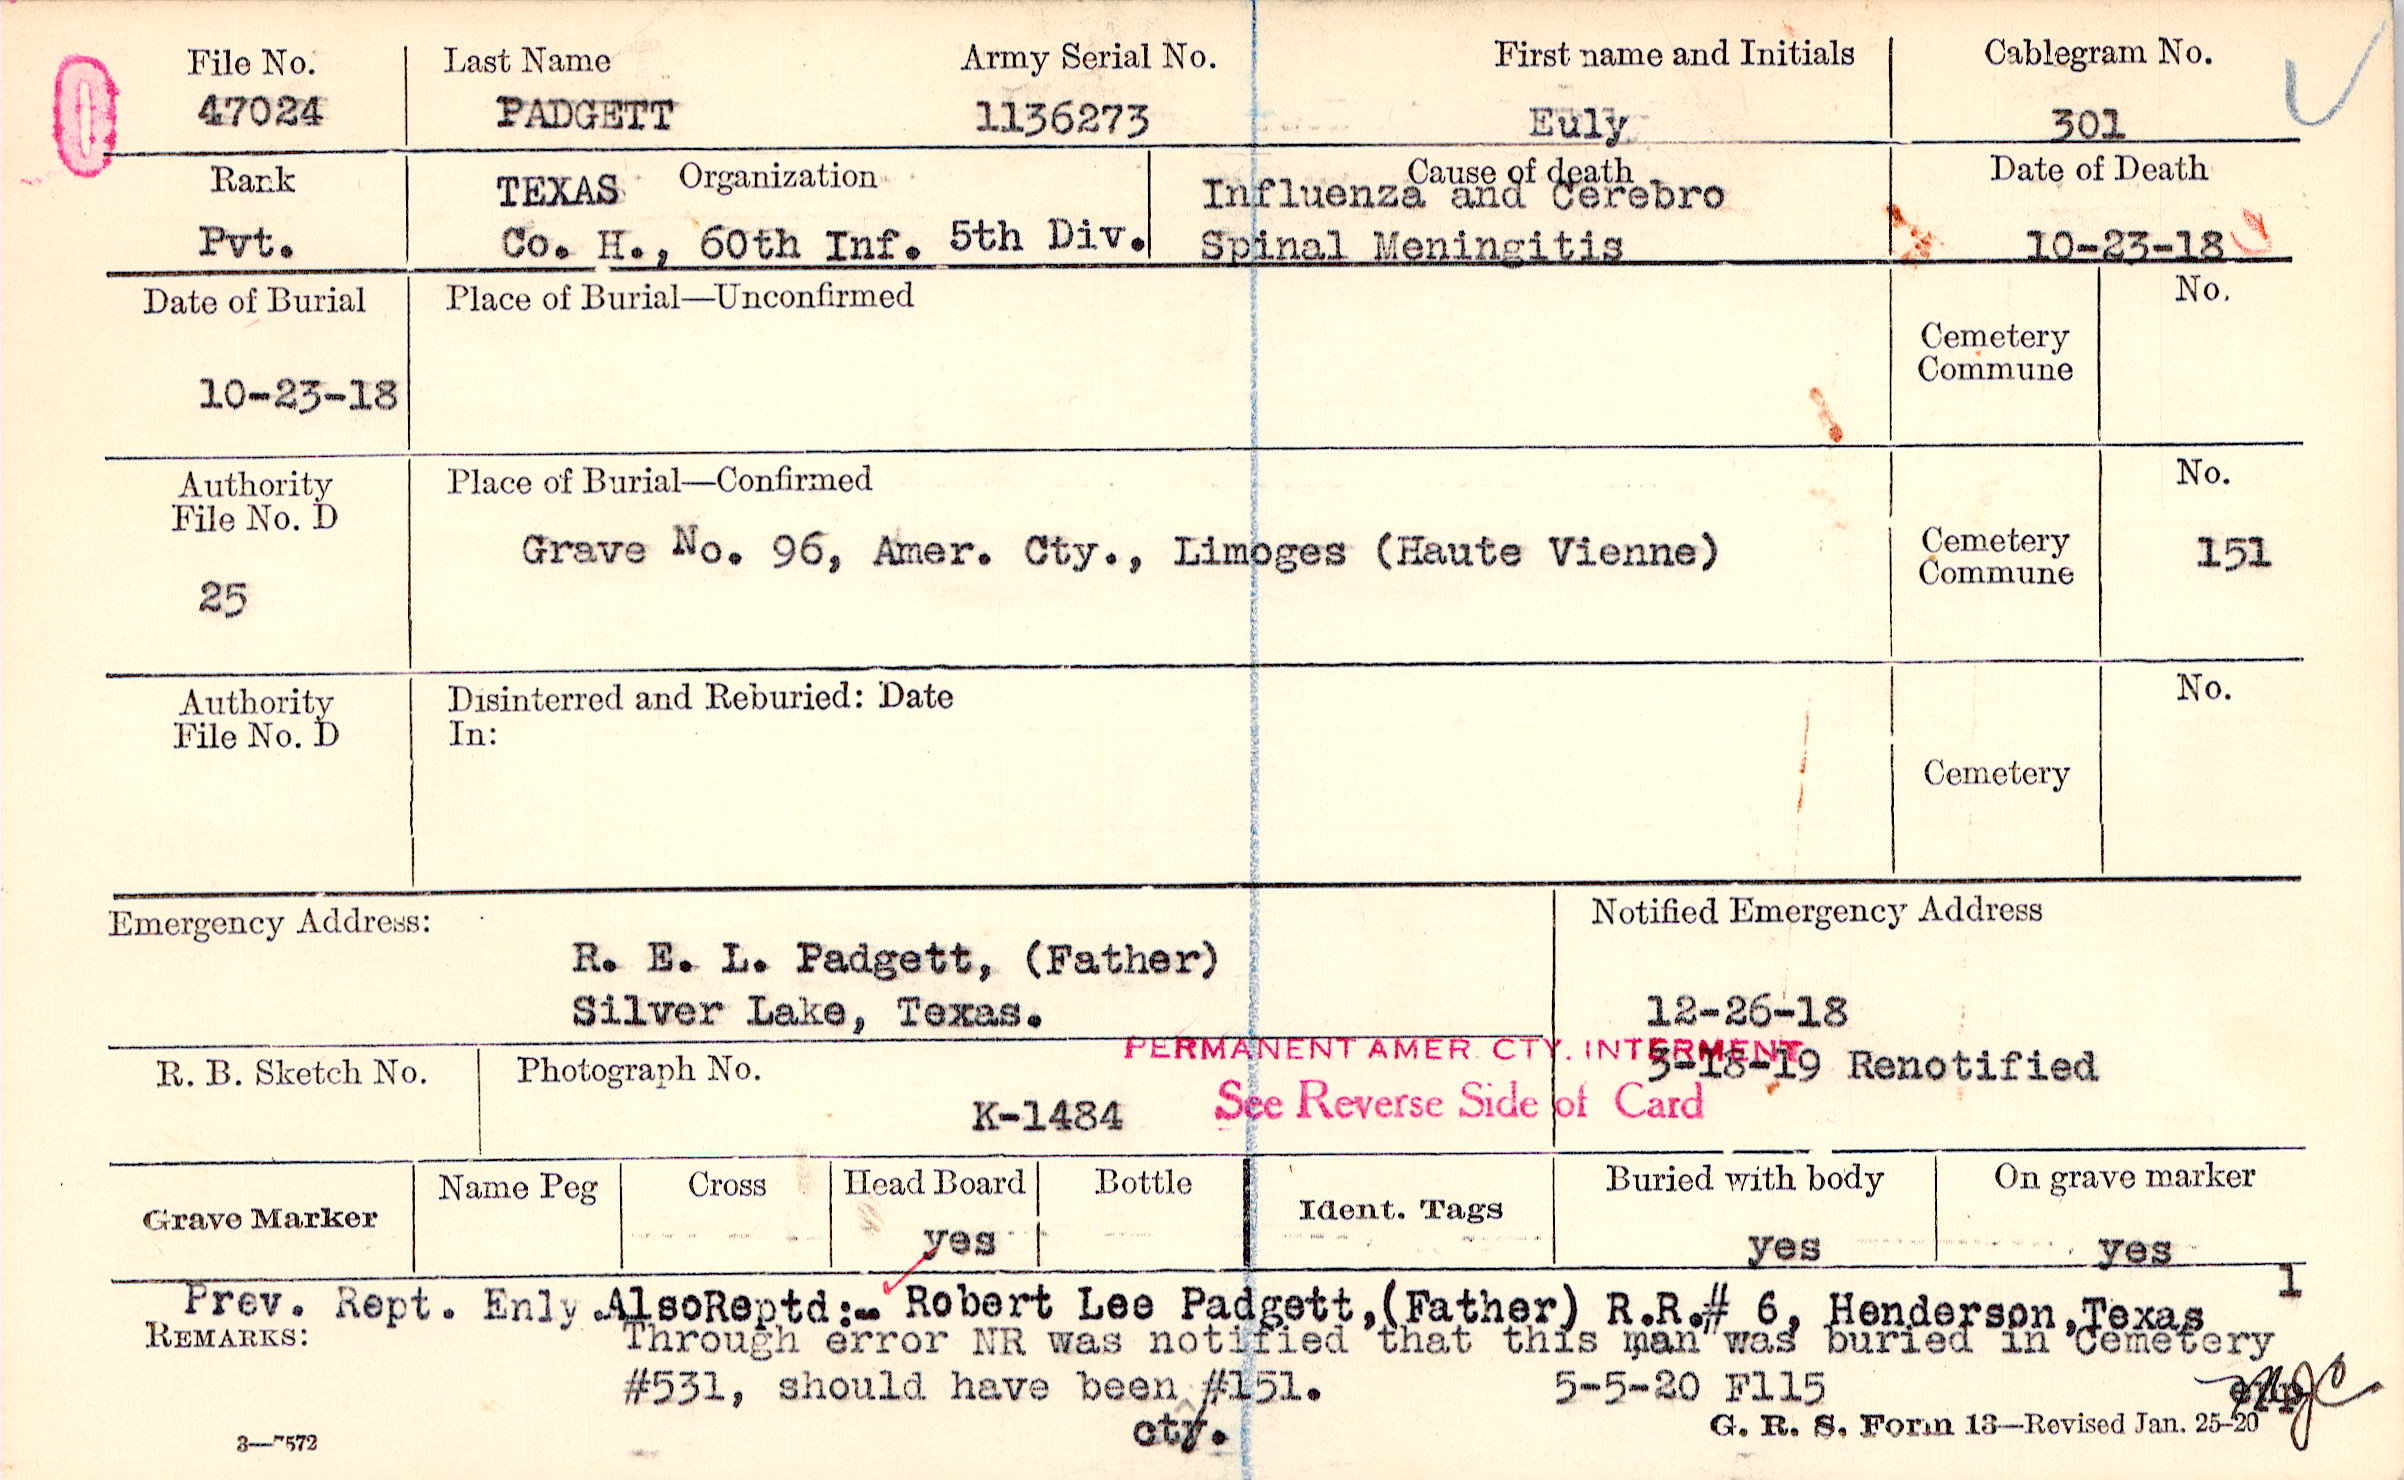 File No. Last Name Army Serial No. First name and Initials Cablegram No.
47024 PADGETT 1136273 Euly 301
Rank TEXAS Organization Cause of death Date of Death
Influenza and Cerebro
Pvt. Co. H., 60th Inf. 5th Div. Spinal Meningitis 10-23-18
Date of Burial Place of Burial—Unconfirmed No.
Cemetery
Commune
10-23-18
Authority Place of Burial—Confirmed No.
File No. D
Grave No. 96, Amer. Cty., Limoges (Haute Vienne) Cemetery 151
Commune
25
Authority Disinterred and Reburied: Date No.
File No. D In:
Cemetery
Emergency Address: Notified Emergency Address
R. E. L. Padgett, (Father)
Silver Lake, Texas. 12-26-18
PERMANENT AMER. CTY. INTERMENT
R. B. Sketch No. Photograph No. 3-18-19 Renotified
K-1484 See Reverse Side of Card
Grave Marker Name Peg Cross Head Board Bottle Ident. Tags Buried with body On grave marker
yes yes yes
1
Prev. Rept. Enly. AlsoReptd:- Robert Lee Padgett,(Father) R.R.# 6, Henderson,Texas
REMARKS: Through error NR was notified that this man was buried in Cemetery
#531, should have been #151. 5-5-20 F115
cty.
3—7572 G. R. S. Form 13—Revised Jan. 25-20